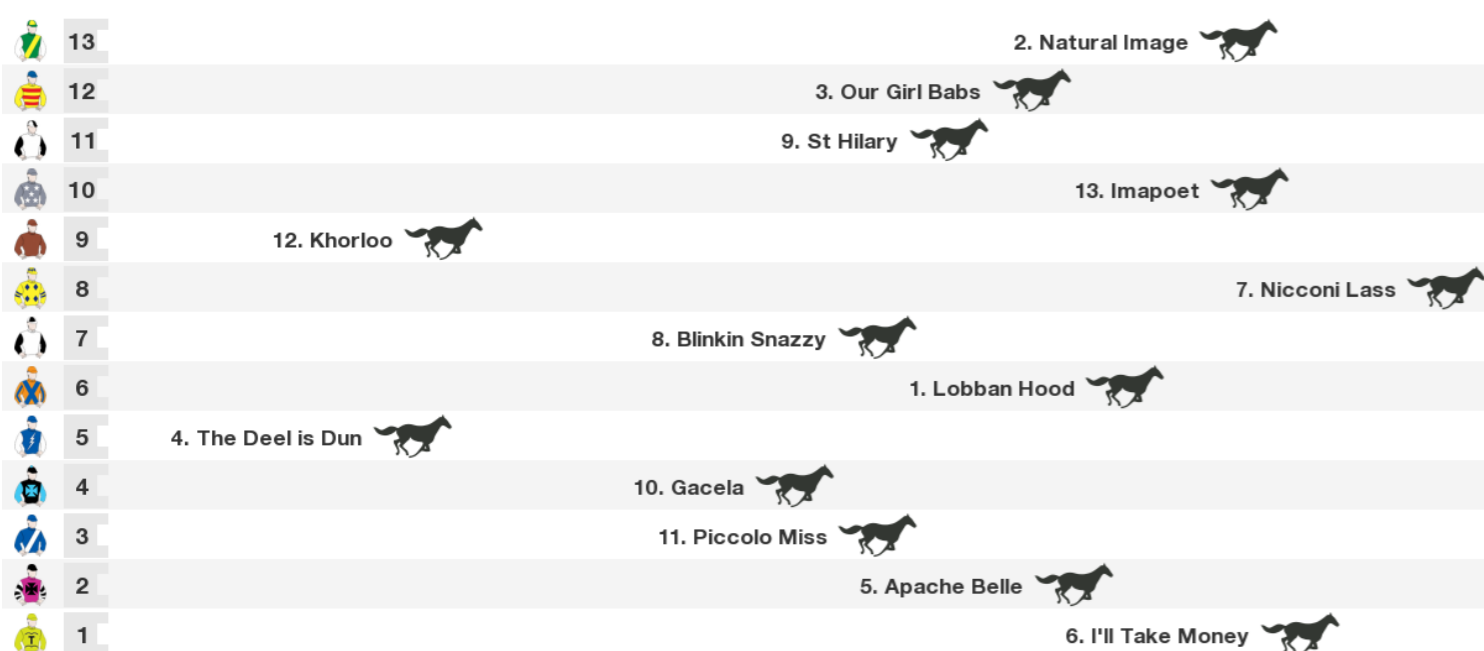 13 2. Natural Image
12 3. Our Girl Babs
11 9. St Hilary
10 13. Imapoet
9 12. Khorloo
8 7. Nicconi Lass
7 8. Blinkin Snazzy
6 1. Lobban Hood
5 4. The Deel is Dun
4 10. Gacela
3 11. Piccolo Miss
2 5. Apache Belle
1 6. I'll Take Money
T